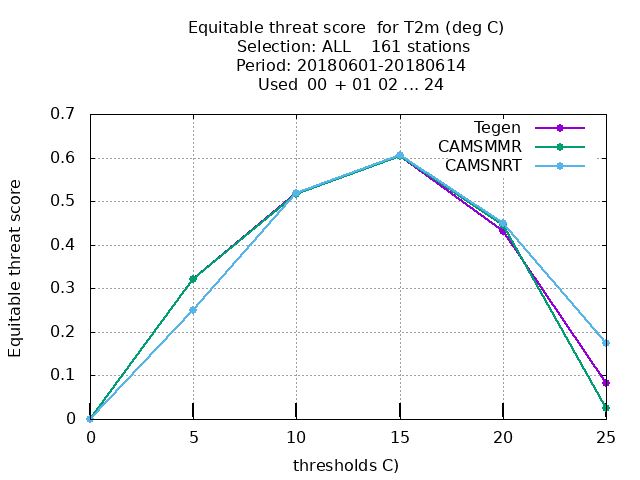 Equitable threat score  for T2m (deg C)
Selection: ALL    161 stations
Period: 20180601-20180614
Used  00  + 01 02 ... 24
Tegen
CAMSMMR
CAMSNRT
Equitable threat score
0.7
0.6
0.5
0.4
0.3
0.2
0.1
0
0 5 10 15 20 25
thresholds C)